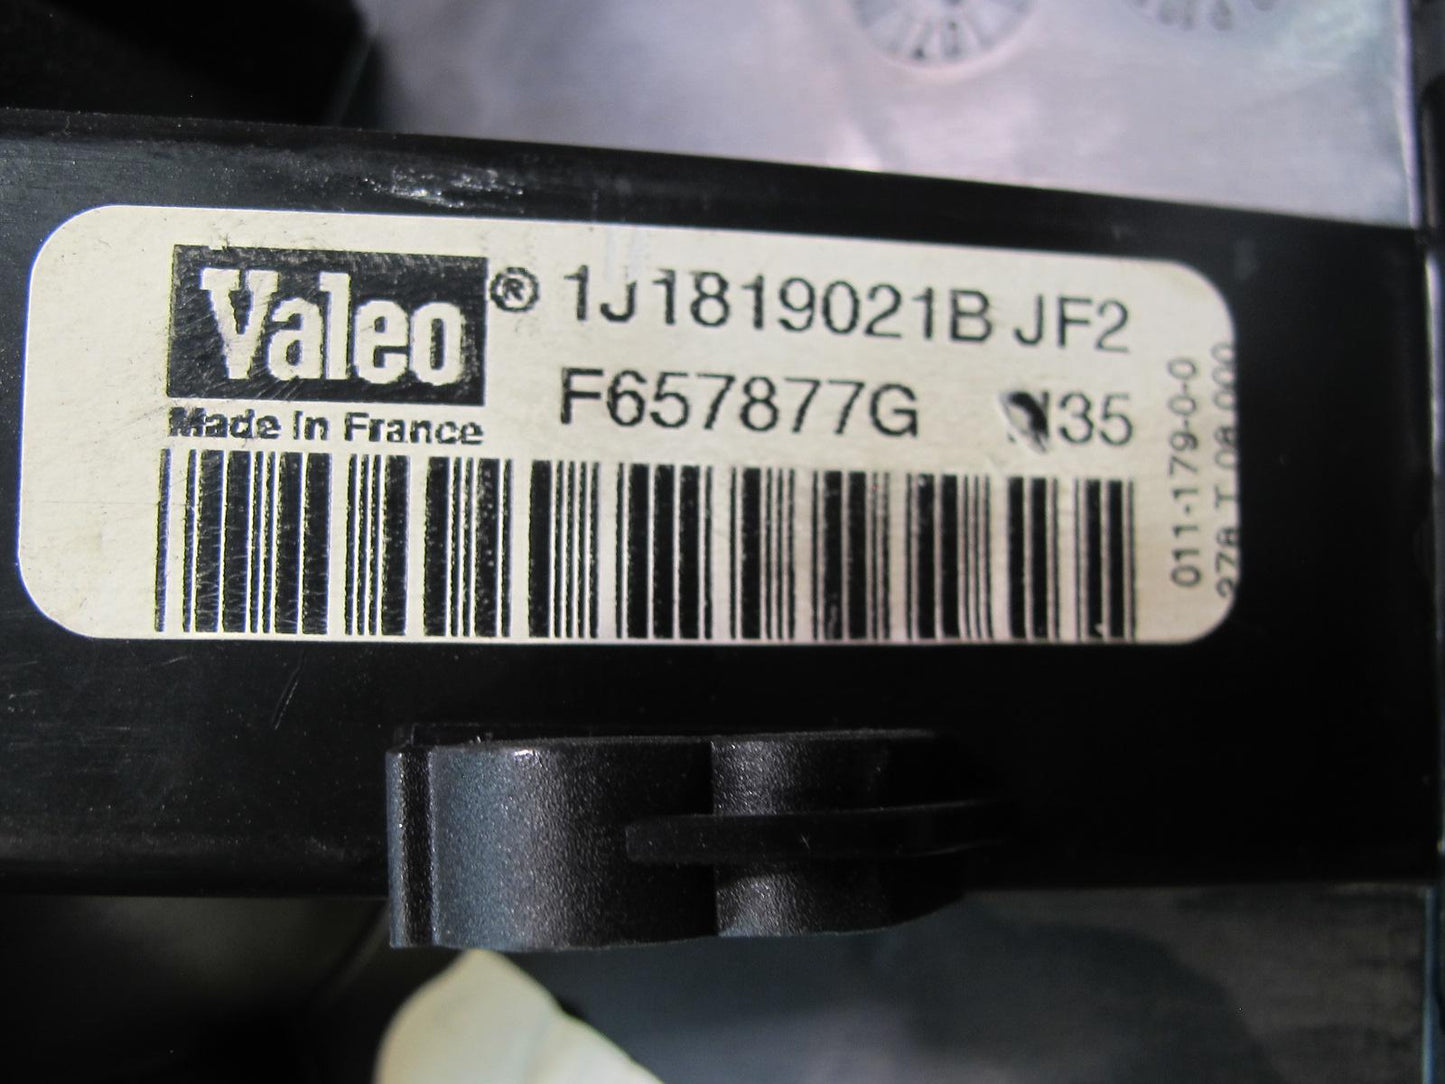 Valeo® 1J1819021B JF2
Made In France F657877G 35
011-179-0-0
278 T 08.000